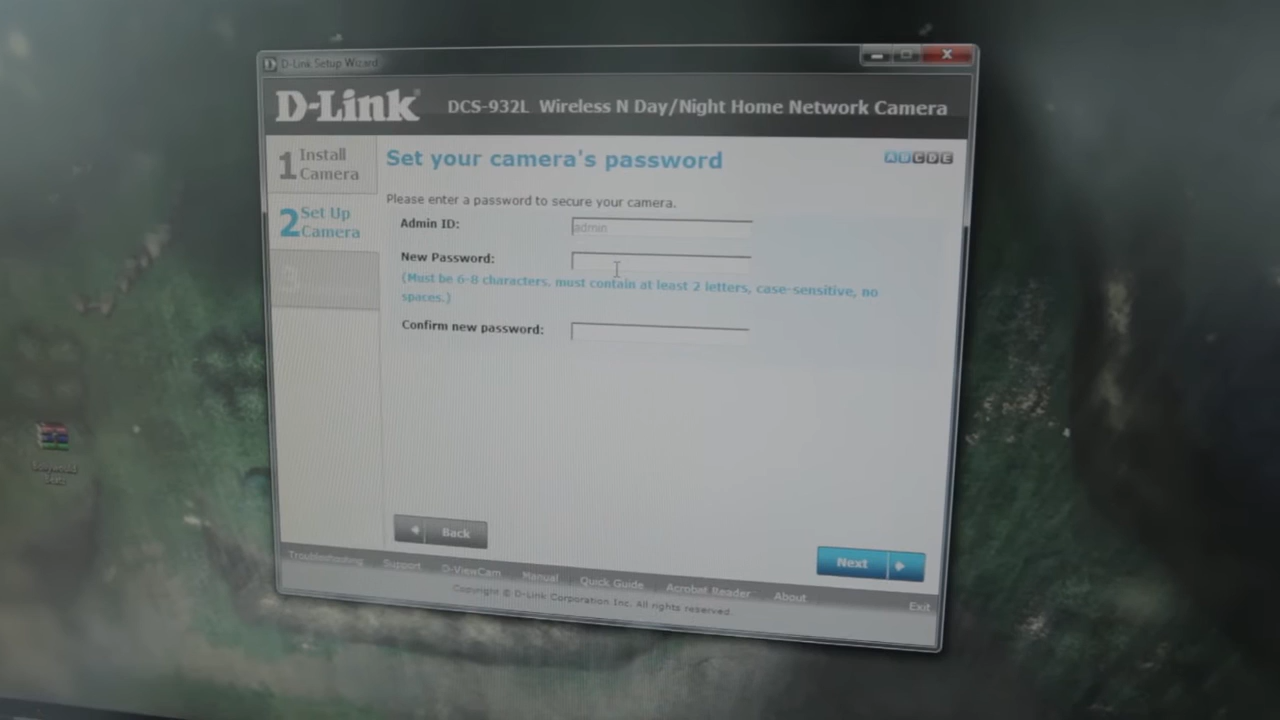 D-Link Setup Wizard
D-Link DCS-932L Wireless N Day/Night Home Network Camera
1 Install
Camera
2 Set Up
Camera
3
Set your camera's password
A B C D E
Please enter a password to secure your camera.
Admin ID: admin
New Password:
(Must be 6-8 characters, must contain at least 2 letters, case-sensitive, no
spaces.)
Confirm new password:
Back
Next
Troubleshooting Support D-ViewCam Manual Quick Guide Acrobat Reader About Exit
Copyright © D-Link Corporation Inc. All rights reserved.